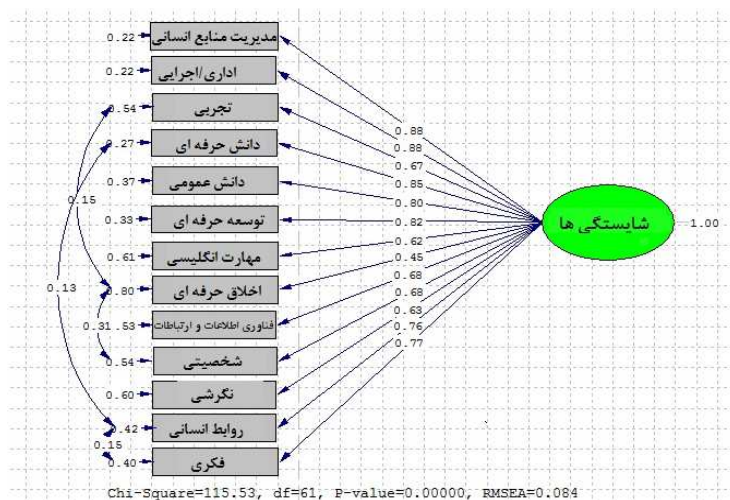 0.22 مدیریت منابع انسانی 0.88
0.22 اداری/اجرایی 0.88
0.54 تجربی 0.67
0.27 دانش حرفه ای 0.85
0.37 دانش عمومی 0.80
0.15
0.33 توسعه حرفه ای 0.82
شایستگی ها 1.00
0.61 مهارت انگلیسی 0.62
0.13
0.80 اخلاق حرفه ای 0.45
0.31 .53 فناوری اطلاعات و ارتباطات 0.68
0.54 شخصیتی 0.68
0.60 نگرشی 0.63
0.42 روابط انسانی 0.76
0.15
0.40 فکری 0.77
Chi-Square=115.53, df=61, P-value=0.00000, RMSEA=0.084